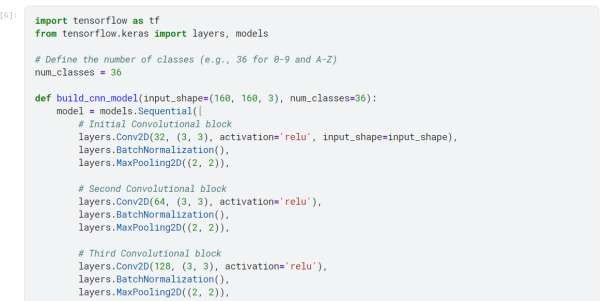 [6]:
import tensorflow as tf
from tensorflow.keras import layers, models

# Define the number of classes (e.g., 36 for 0-9 and A-Z)
num_classes = 36

def build_cnn_model(input_shape=(160, 160, 3), num_classes=36):
    model = models.Sequential([
        # Initial Convolutional block
        layers.Conv2D(32, (3, 3), activation='relu', input_shape=input_shape),
        layers.BatchNormalization(),
        layers.MaxPooling2D((2, 2)),

        # Second Convolutional block
        layers.Conv2D(64, (3, 3), activation='relu'),
        layers.BatchNormalization(),
        layers.MaxPooling2D((2, 2)),

        # Third Convolutional block
        layers.Conv2D(128, (3, 3), activation='relu'),
        layers.BatchNormalization(),
        layers.MaxPooling2D((2, 2)),